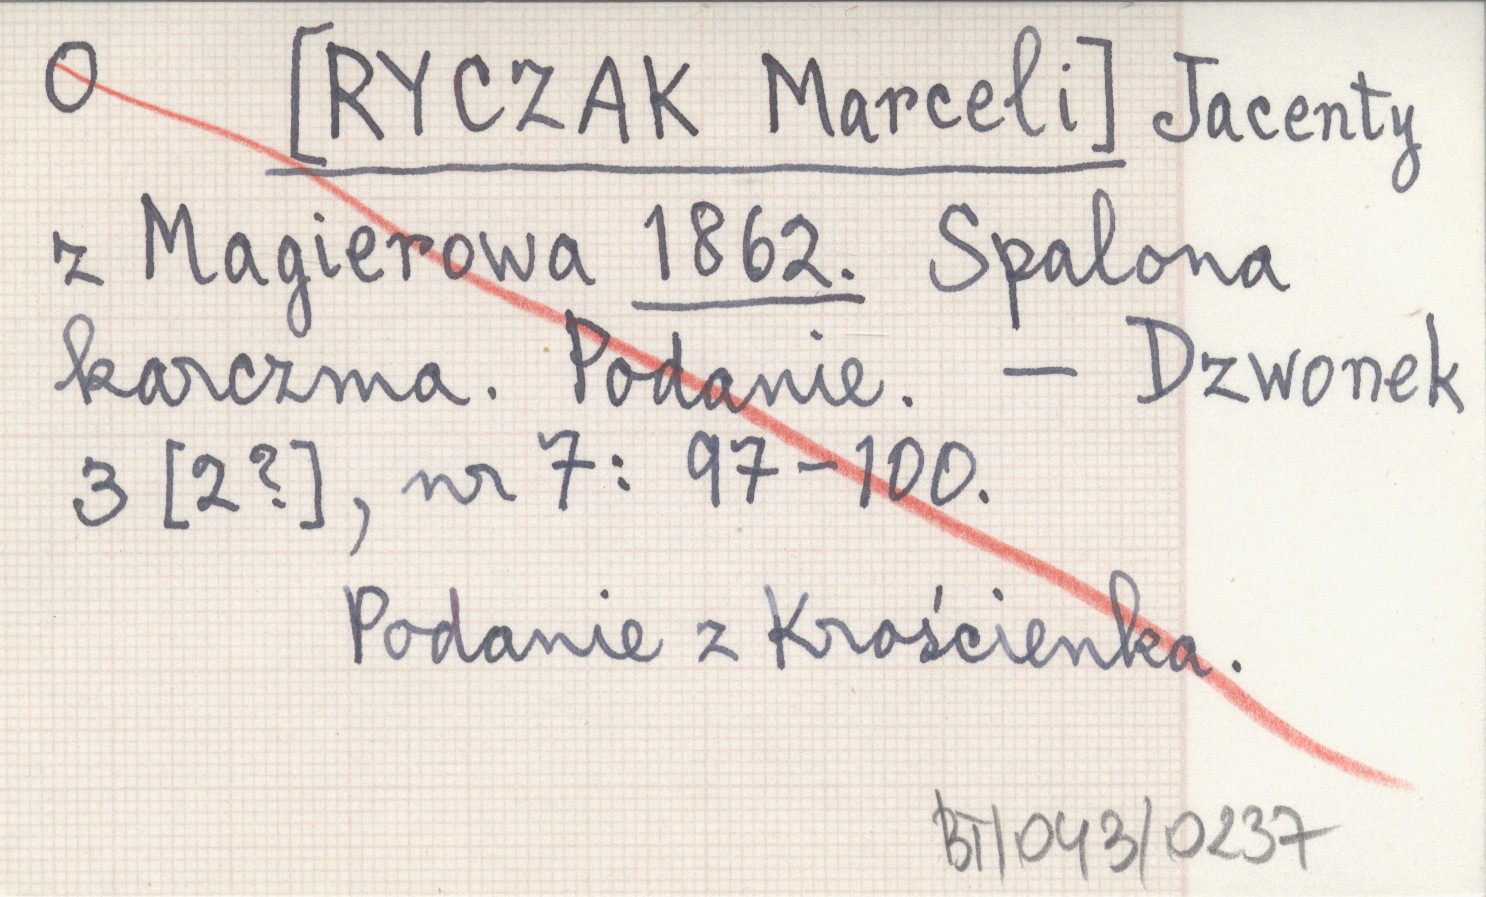 O [RYCZAK Marceli] Jacenty
z Magierowa 1862. Spalona
karczma. Podanie. – Dzwonek
3 [2?], nr 7: 97–100.
Podanie z Krościenka.
BT/043/0237